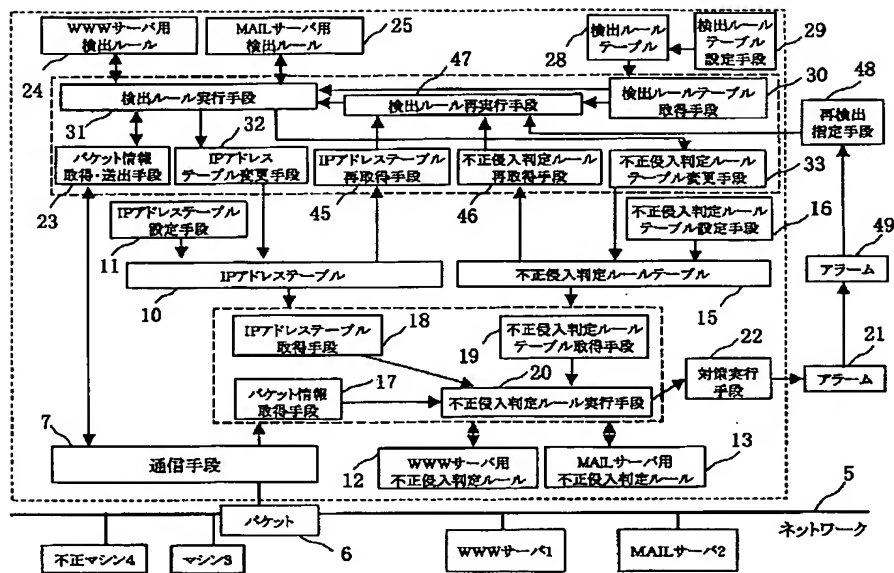 WWWサーバ用
検出ルール
24
MAILサーバ用
検出ルール
25
検出ルール
テーブル
28
検出ルール
テーブル
設定手段
29
47
検出ルール実行手段
31
検出ルール再実行手段
検出ルールテーブル
取得手段
30
48
再検出
指定手段
32
パケット情報
取得・送出手段
23
IPアドレス
テーブル変更手段
IPアドレステーブル
再取得手段
45
不正侵入判定ルール
再取得手段
46
不正侵入判定ルール
テーブル変更手段
33
IPアドレステーブル
設定手段
11
不正侵入判定ルール
テーブル設定手段
16
49
アラーム
IPアドレステーブル
10
不正侵入判定ルールテーブル
15
IPアドレステーブル
取得手段
18
不正侵入判定ルール
テーブル取得手段
19
22
対策実行
手段
21
アラーム
17
パケット情報
取得手段
20
不正侵入判定ルール実行手段
7
通信手段
12
WWWサーバ用
不正侵入判定ルール
MAILサーバ用
不正侵入判定ルール
13
5
ネットワーク
パケット
6
不正マシン4
マシン3
WWWサーバ1
MAILサーバ2